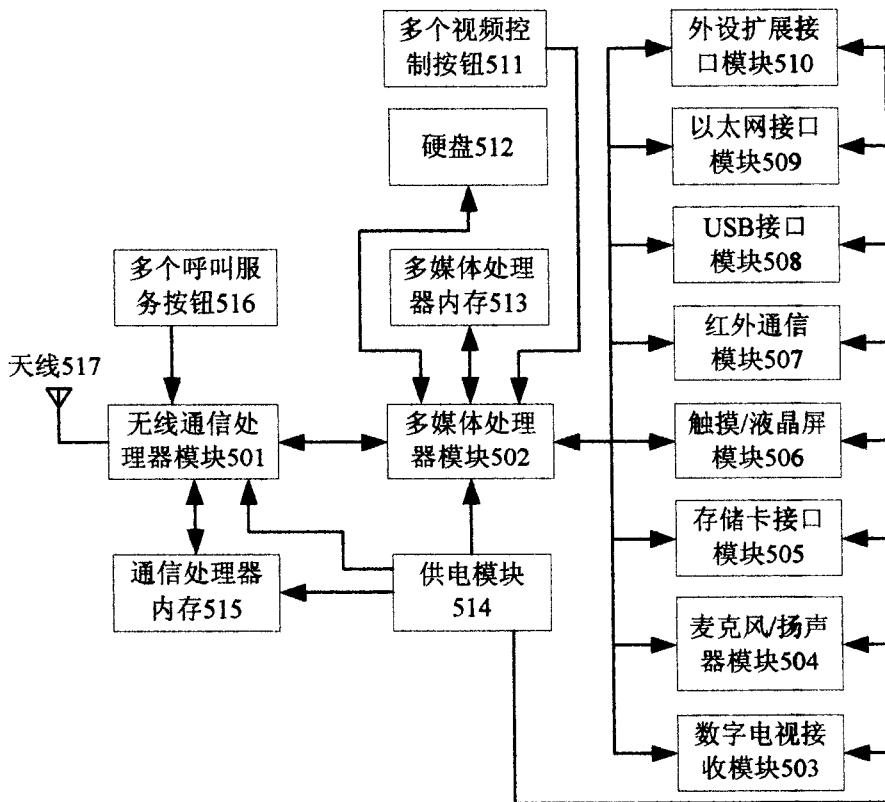 多个视频控
制按钮511
外设扩展接
口模块510
硬盘512
以太网接口
模块509
USB接口
模块508
多个呼叫服
务按钮516
多媒体处理
器内存513
红外通信
模块507
天线517
无线通信处
理器模块501
多媒体处理
器模块502
触摸/液晶屏
模块506
存储卡接口
模块505
通信处理器
内存515
供电模块
514
麦克风/扬声
器模块504
数字电视接
收模块503